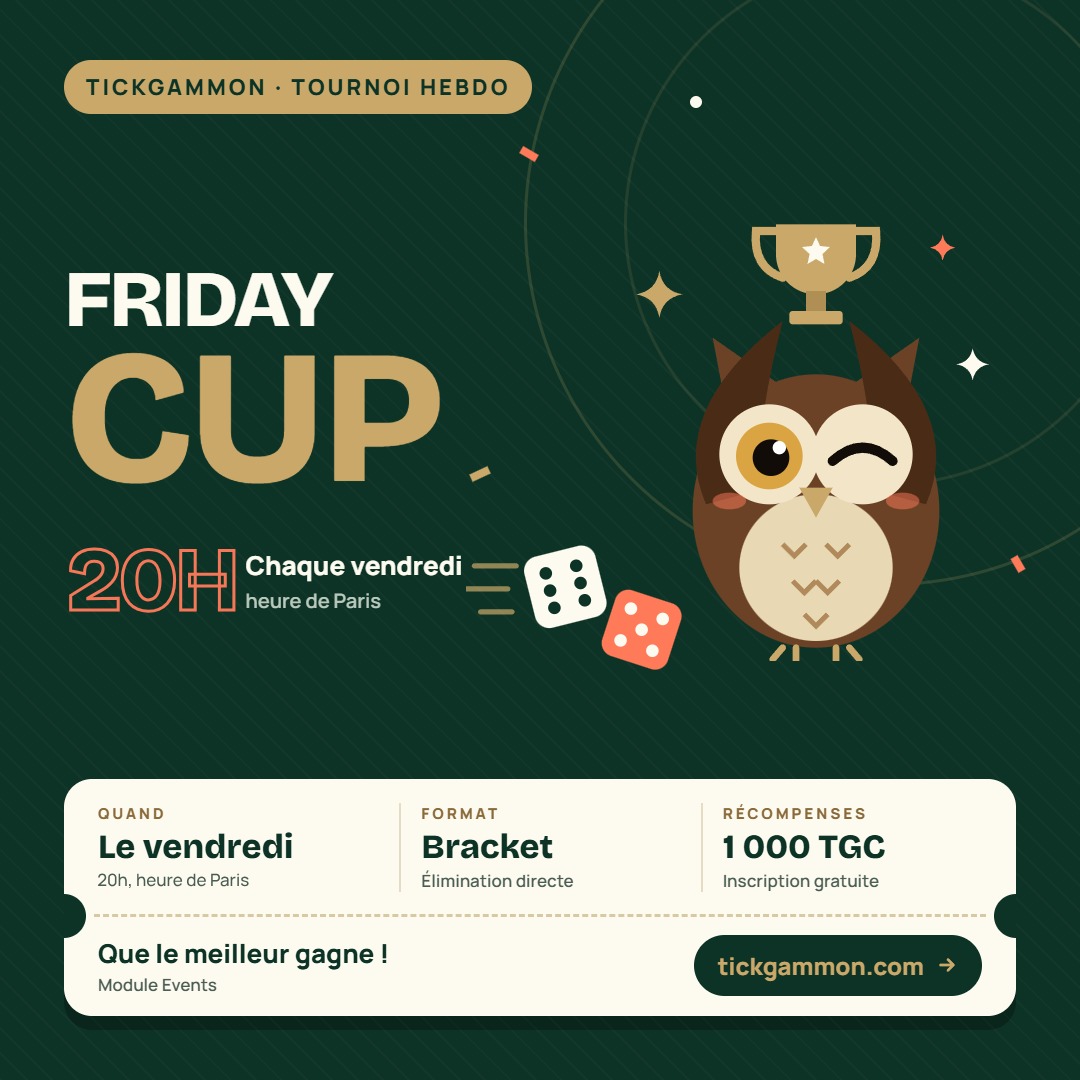 TICKGAMMON · TOURNOI HEBDO
FRIDAY
CUP
20H
Chaque vendredi
heure de Paris
QUAND
Le vendredi
20h, heure de Paris
FORMAT
Bracket
Élimination directe
RÉCOMPENSES
1 000 TGC
Inscription gratuite
Que le meilleur gagne !
Module Events
tickgammon.com →